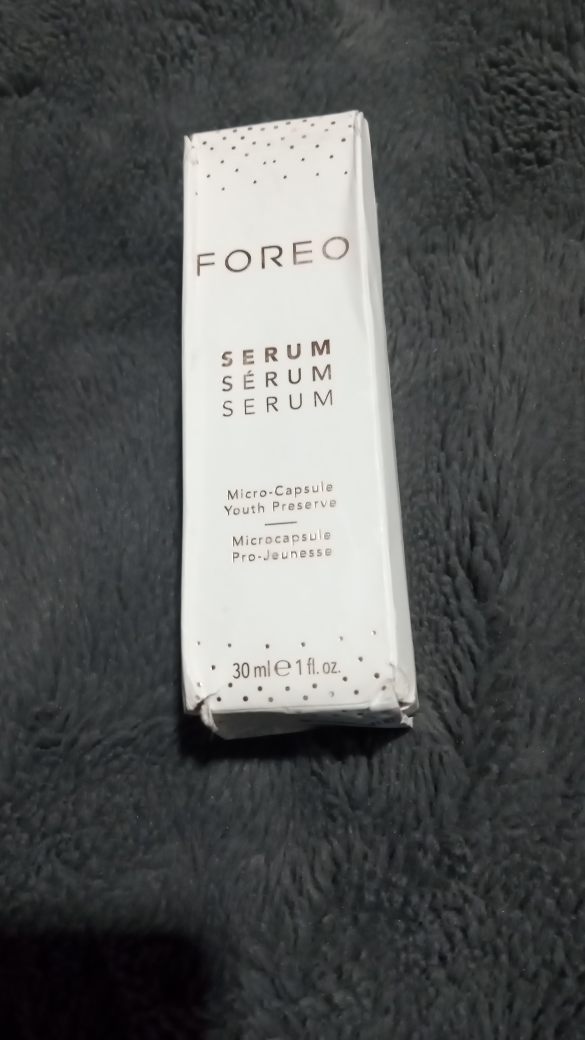 FOREO
SERUM
SÉRUM
SERUM
Micro-Capsule
Youth Preserve
Microcapsule
Pro-Jeunesse
30 ml ℮ 1 fl. oz.